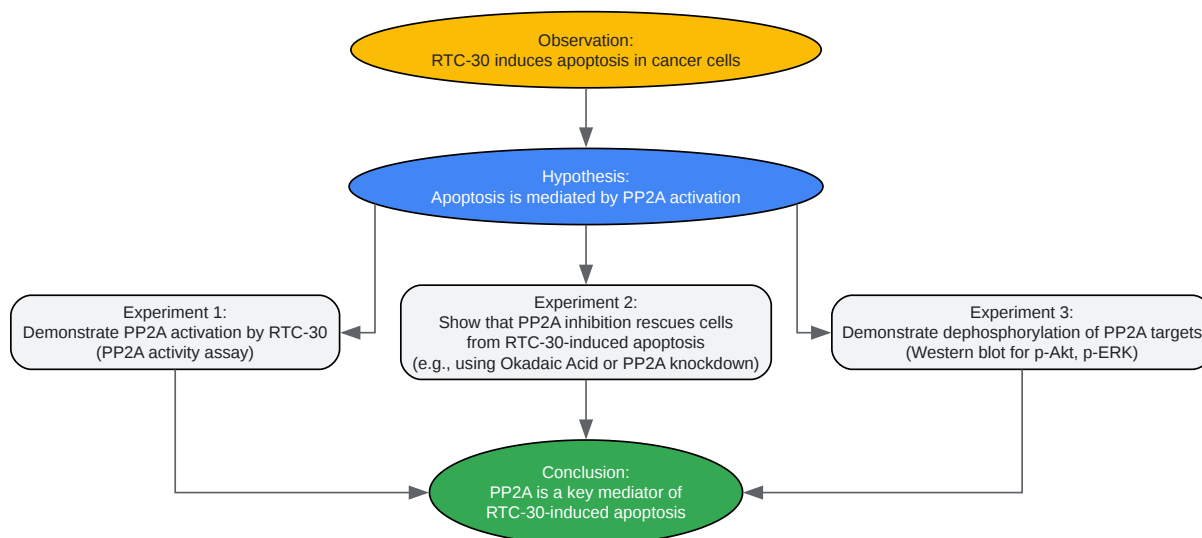 Observation:
RTC-30 induces apoptosis in cancer cells
Hypothesis:
Apoptosis is mediated by PP2A activation
Experiment 1:
Demonstrate PP2A activation by RTC-30
(PP2A activity assay)
Experiment 2:
Show that PP2A inhibition rescues cells
from RTC-30-induced apoptosis
(e.g., using Okadaic Acid or PP2A knockdown)
Experiment 3:
Demonstrate dephosphorylation of PP2A targets
(Western blot for p-Akt, p-ERK)
Conclusion:
PP2A is a key mediator of
RTC-30-induced apoptosis